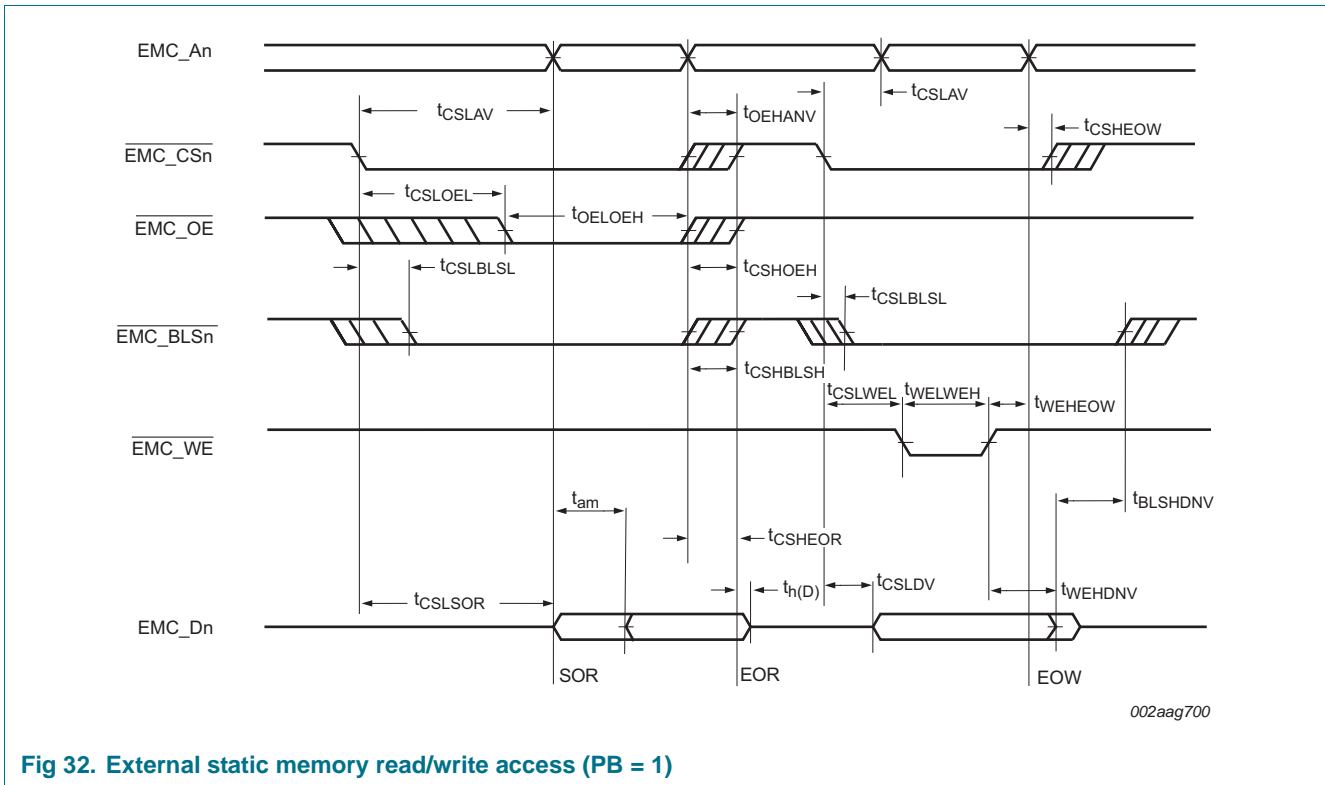 EMC_An
tCSLAV
tCSLAV
tOEHANV
tCSHEOW
EMC_CSn
tCSLOEL
tOELOEH
EMC_OE
tCSLBLSL
tCSHOEH
tCSLBLSL
EMC_BLSn
tCSHBLSH
tCSLWEL
tWELWEH
tWEHEOW
EMC_WE
tam
tBLSHDNV
tCSHEOR
th(D)
tCSLDV
tWEHDNV
tCSLSOR
EMC_Dn
SOR
EOR
EOW
002aag700
Fig 32. External static memory read/write access (PB = 1)